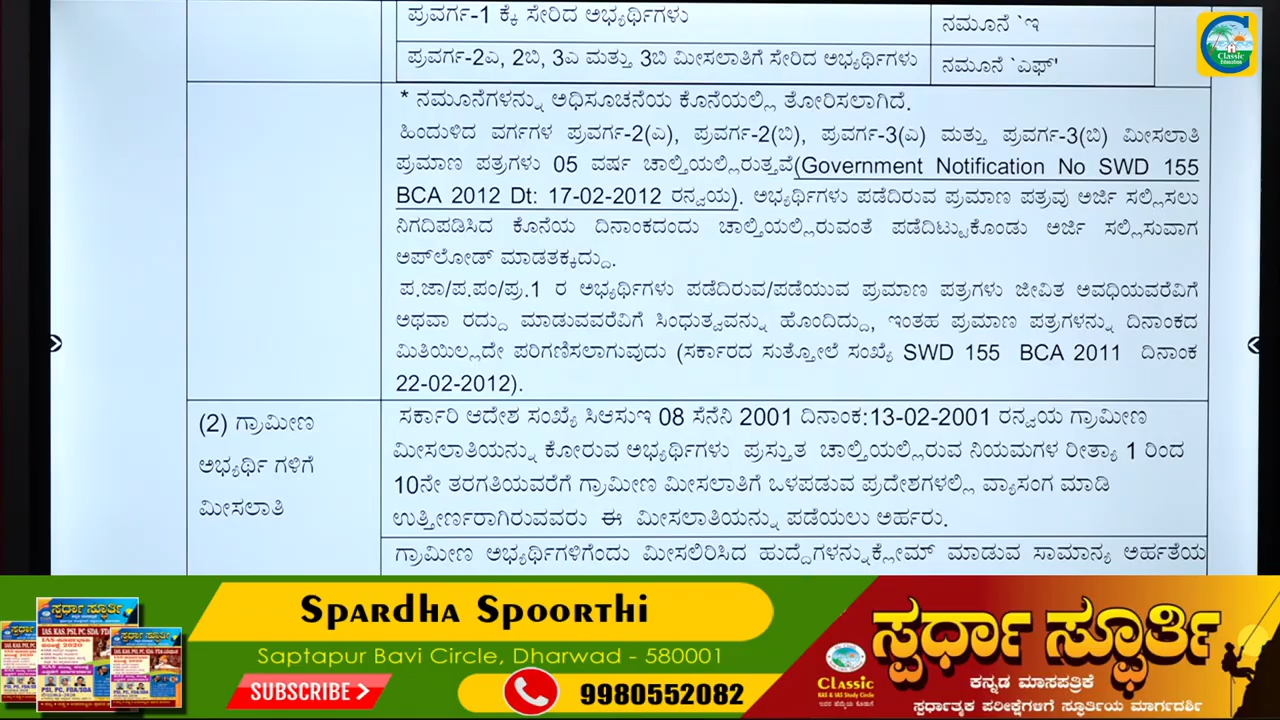 ಪ್ರವರ್ಗ-1 ಕ್ಕೆ ಸೇರಿದ ಅಭ್ಯರ್ಥಿಗಳು ನಮೂನೆ `ಇ
ಪ್ರವರ್ಗ-2ಎ, 2ಬಿ, 3ಎ ಮತ್ತು 3ಬಿ ಮೀಸಲಾತಿಗೆ ಸೇರಿದ ಅಭ್ಯರ್ಥಿಗಳು ನಮೂನೆ `ಎಫ್'
Classic
Education
* ನಮೂನೆಗಳನ್ನು ಅಧಿಸೂಚನೆಯ ಕೊನೆಯಲ್ಲಿ ತೋರಿಸಲಾಗಿದೆ.
ಹಿಂದುಳಿದ ವರ್ಗಗಳ ಪ್ರವರ್ಗ-2(ಎ), ಪ್ರವರ್ಗ-2(ಬಿ), ಪ್ರವರ್ಗ-3(ಎ) ಮತ್ತು ಪ್ರವರ್ಗ-3(ಬಿ) ಮೀಸಲಾತಿ
ಪ್ರಮಾಣ ಪತ್ರಗಳು 05 ವರ್ಷ ಚಾಲ್ತಿಯಲ್ಲಿರುತ್ತವೆ(Government Notification No SWD 155
BCA 2012 Dt: 17-02-2012 ರನ್ವಯ). ಅಭ್ಯರ್ಥಿಗಳು ಪಡೆದಿರುವ ಪ್ರಮಾಣ ಪತ್ರವು ಅರ್ಜಿ ಸಲ್ಲಿಸಲು
ನಿಗದಿಪಡಿಸಿದ ಕೊನೆಯ ದಿನಾಂಕದಂದು ಚಾಲ್ತಿಯಲ್ಲಿರುವಂತೆ ಪಡೆದಿಟ್ಟುಕೊಂಡು ಅರ್ಜಿ ಸಲ್ಲಿಸುವಾಗ
ಅಪ್‌ಲೋಡ್ ಮಾಡತಕ್ಕದ್ದು.
ಪ.ಜಾ/ಪ.ಪಂ/ಪ್ರ.1 ರ ಅಭ್ಯರ್ಥಿಗಳು ಪಡೆದಿರುವ/ಪಡೆಯುವ ಪ್ರಮಾಣ ಪತ್ರಗಳು ಜೀವಿತ ಅವಧಿಯವರೆವಿಗೆ
ಅಥವಾ ರದ್ದು ಮಾಡುವವರೆವಿಗೆ ಸಿಂಧುತ್ವವನ್ನು ಹೊಂದಿದ್ದು, ಇಂತಹ ಪ್ರಮಾಣ ಪತ್ರಗಳನ್ನು ದಿನಾಂಕದ
ಮಿತಿಯಿಲ್ಲದೇ ಪರಿಗಣಿಸಲಾಗುವುದು (ಸರ್ಕಾರದ ಸುತ್ತೋಲೆ ಸಂಖ್ಯೆ SWD 155 BCA 2011 ದಿನಾಂಕ
22-02-2012).
(2) ಗ್ರಾಮೀಣ
ಅಭ್ಯರ್ಥಿ ಗಳಿಗೆ
ಮೀಸಲಾತಿ
ಸರ್ಕಾರಿ ಆದೇಶ ಸಂಖ್ಯೆ ಸಿಆಸುಇ 08 ಸೆನೆನಿ 2001 ದಿನಾಂಕ:13-02-2001 ರನ್ವಯ ಗ್ರಾಮೀಣ
ಮೀಸಲಾತಿಯನ್ನು ಕೋರುವ ಅಭ್ಯರ್ಥಿಗಳು ಪ್ರಸ್ತುತ ಚಾಲ್ತಿಯಲ್ಲಿರುವ ನಿಯಮಗಳ ರೀತ್ಯಾ 1 ರಿಂದ
10ನೇ ತರಗತಿಯವರೆಗೆ ಗ್ರಾಮೀಣ ಮೀಸಲಾತಿಗೆ ಒಳಪಡುವ ಪ್ರದೇಶಗಳಲ್ಲಿ ವ್ಯಾಸಂಗ ಮಾಡಿ
ಉತ್ತೀರ್ಣರಾಗಿರುವವರು ಈ ಮೀಸಲಾತಿಯನ್ನು ಪಡೆಯಲು ಅರ್ಹರು.
ಗ್ರಾಮೀಣ ಅಭ್ಯರ್ಥಿಗಳಿಗೆಂದು ಮೀಸಲಿರಿಸಿದ ಹುದ್ದೆಗಳನ್ನು ಕ್ಲೇಮ್ ಮಾಡುವ ಸಾಮಾನ್ಯ ಅರ್ಹತೆಯ
Spardha Spoorthi
Saptapur Bavi Circle, Dharwad - 580001
SUBSCRIBE
9980552082
ಸ್ಪರ್ಧಾ ಸ್ಫೂರ್ತಿ
Classic
KAS & IAS Study Circle
ಕನ್ನಡ ಮಾಸಪತ್ರಿಕೆ
ಸ್ಪರ್ಧಾತ್ಮಕ ಪರೀಕ್ಷೆಗಳಿಗೆ ಸ್ಫೂರ್ತಿಯ ಮಾರ್ಗದರ್ಶಿ